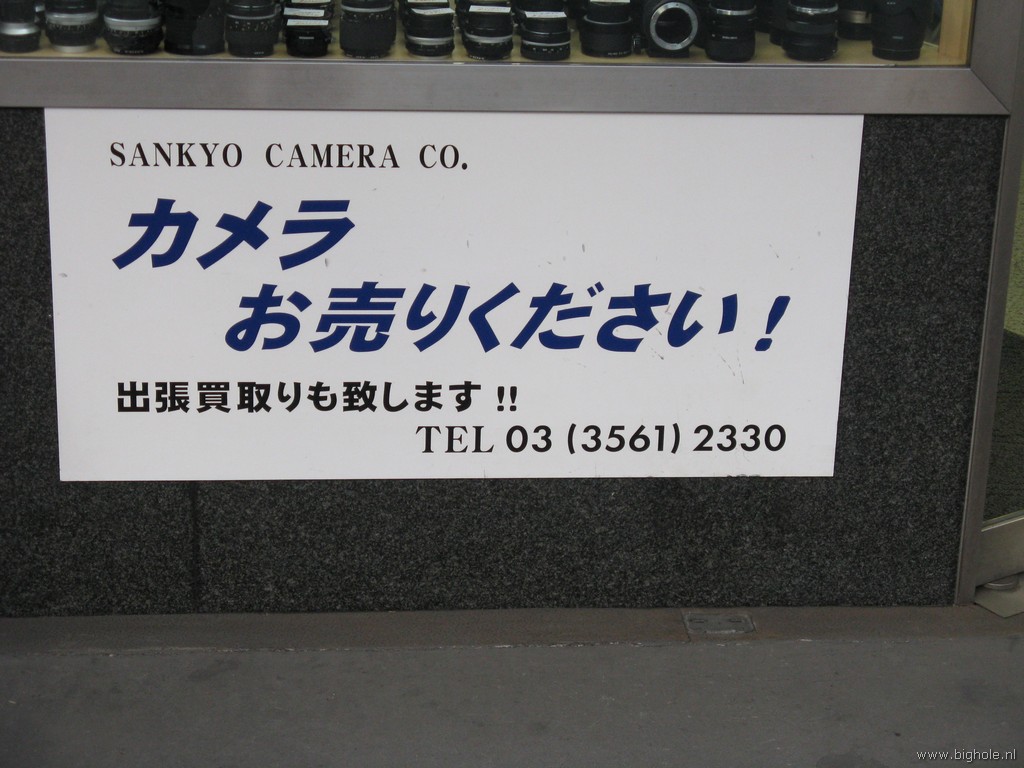 SANKYO CAMERA CO.
カメラ
お売りください!
出張買取りも致します!!
TEL 03 (3561) 2330
www.bighole.nl